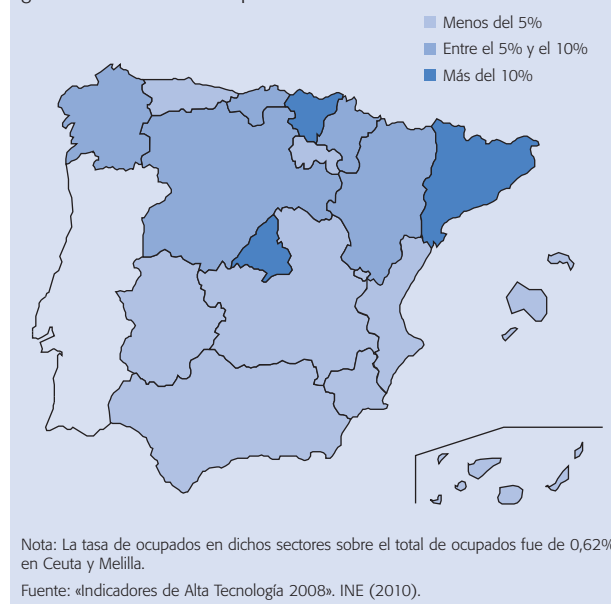 Menos del 5%
Entre el 5% y el 10%
Más del 10%
Nota: La tasa de ocupados en dichos sectores sobre el total de ocupados fue de 0,62%
en Ceuta y Melilla.
Fuente: «Indicadores de Alta Tecnología 2008». INE (2010).